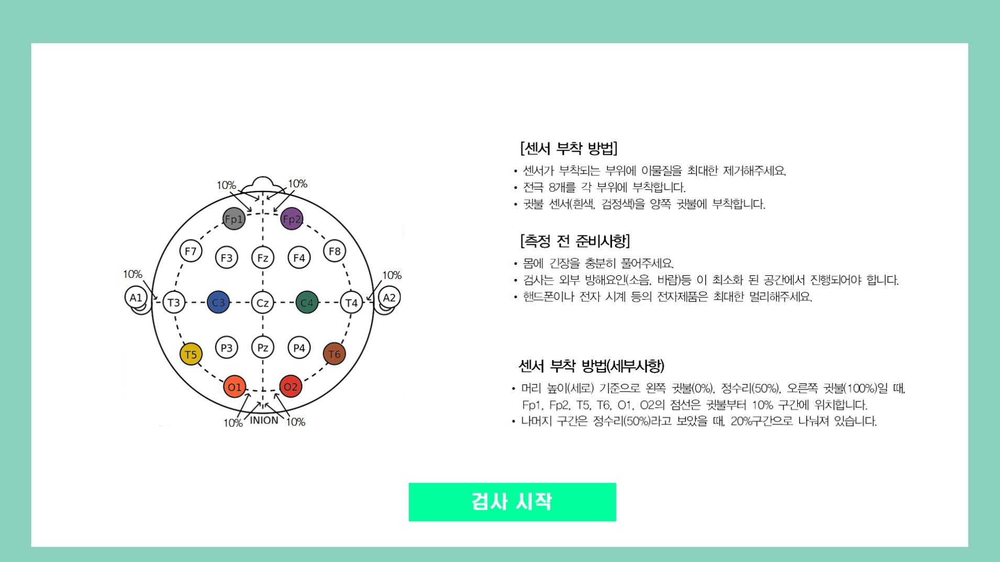 10%
10%
Fp1
Fp2
F7
F3
Fz
F4
F8
10%
10%
A1
T3
C3
Cz
C4
T4
A2
T5
P3
Pz
P4
T6
O1
O2
10%
INION
10%
[센서 부착 방법]
• 센서가 부착되는 부위에 이물질을 최대한 제거해주세요.
• 전극 8개를 각 부위에 부착합니다.
• 귓불 센서(흰색, 검정색)을 양쪽 귓불에 부착합니다.
[측정 전 준비사항]
• 몸에 긴장을 충분히 풀어주세요.
• 검사는 외부 방해요인(소음, 바람)등 이 최소화 된 공간에서 진행되어야 합니다.
• 핸드폰이나 전자 시계 등의 전자제품은 최대한 멀리해주세요.
센서 부착 방법(세부사항)
• 머리 높이(세로) 기준으로 왼쪽 귓불(0%), 정수리(50%), 오른쪽 귓불(100%)일 때,
Fp1, Fp2, T5, T6, O1, O2의 점선은 귓불부터 10% 구간에 위치합니다.
• 나머지 구간은 정수리(50%)라고 보았을 때, 20%구간으로 나눠져 있습니다.
검사 시작